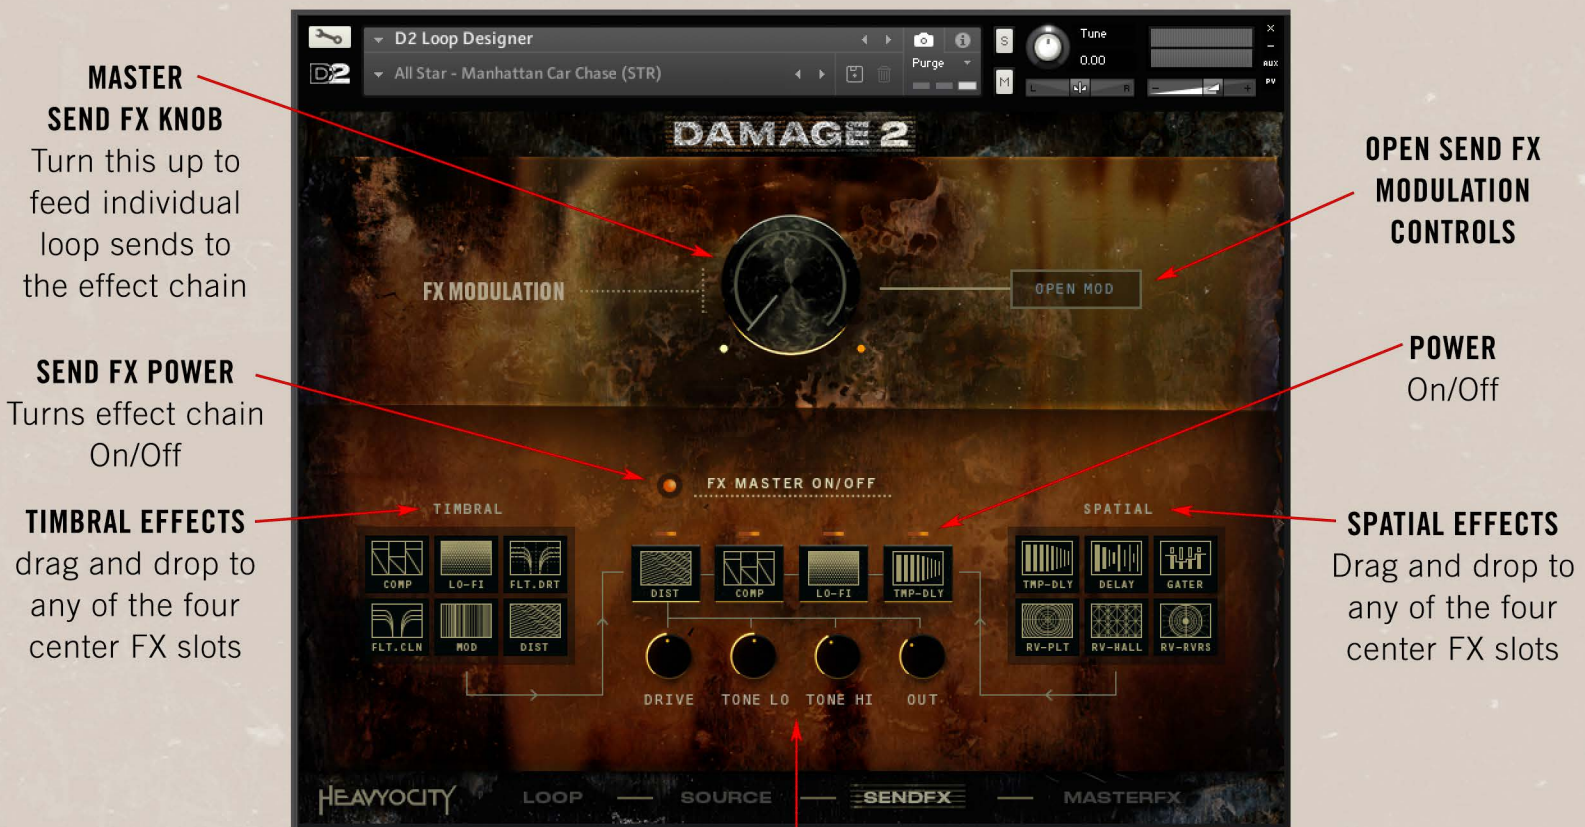 MASTER
SEND FX KNOB
Turn this up to
feed individual
loop sends to
the effect chain
SEND FX POWER
Turns effect chain
On/Off
TIMBRAL EFFECTS
drag and drop to
any of the four
center FX slots
D2 Loop Designer
D2
All Star - Manhattan Car Chase (STR)
Purge
S
M
Tune
0.00
L R
- +
×
−
AUX
PV
DAMAGE 2
FX MODULATION
OPEN MOD
FX MASTER ON/OFF
TIMBRAL
COMP LO-FI FLT.DRT
FLT.CLN MOD DIST
DIST COMP LO-FI TMP-DLY
DRIVE TONE LO TONE HI OUT
SPATIAL
TMP-DLY DELAY GATER
RV-PLT RV-HALL RV-RVRS
HEAVYOCITY LOOP SOURCE SENDFX MASTERFX
OPEN SEND FX
MODULATION
CONTROLS
POWER
On/Off
SPATIAL EFFECTS
Drag and drop to
any of the four
center FX slots